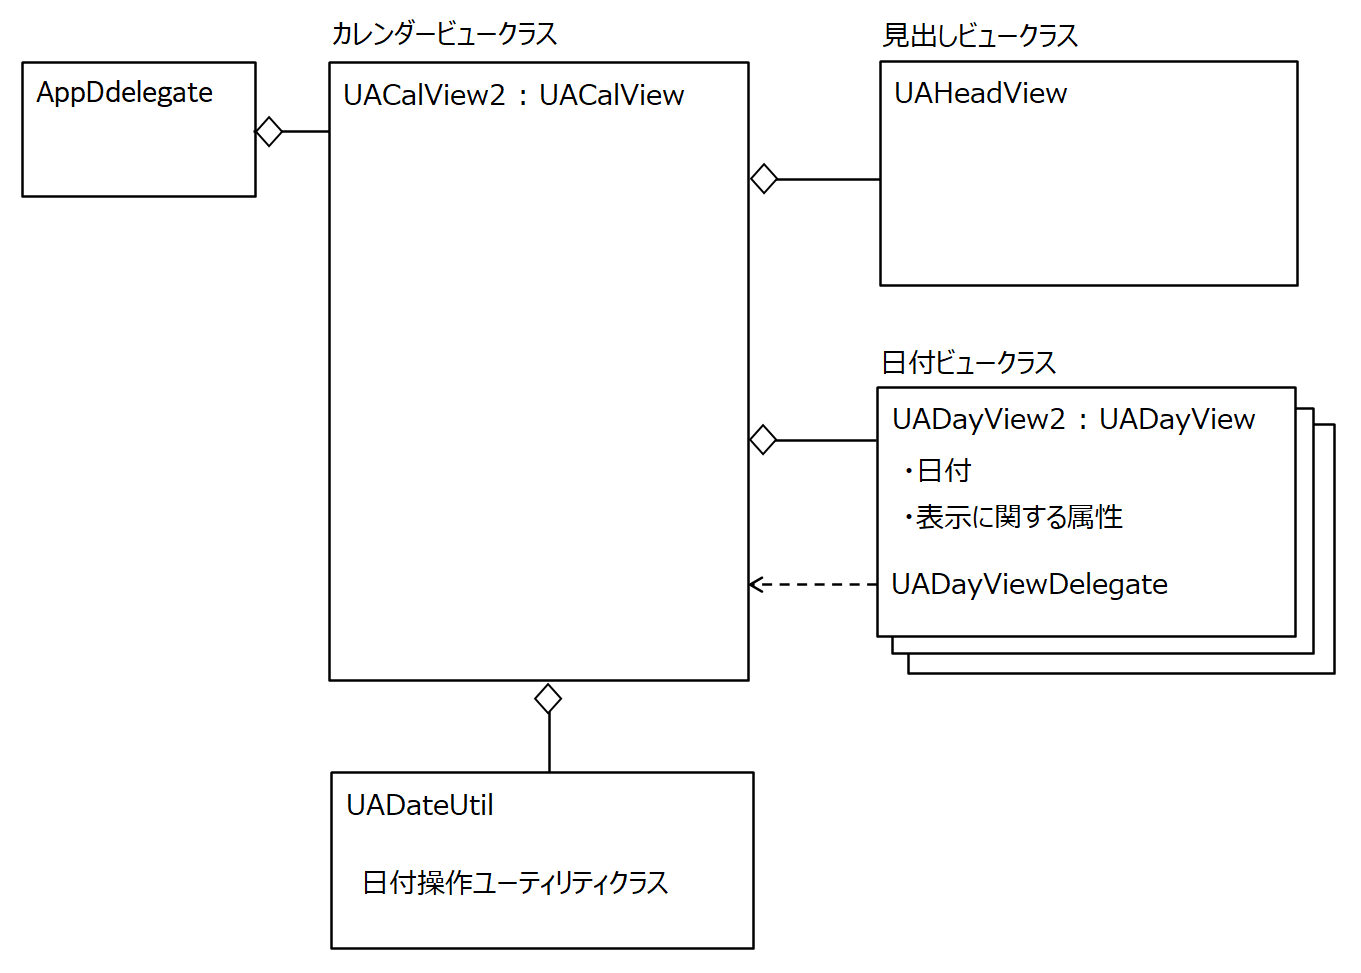 カレンダービュークラス
見出しビュークラス
AppDdelegate
UACalView2 : UACalView
UAHeadView
日付ビュークラス
UADayView2 : UADayView
・日付
・表示に関する属性
UADayViewDelegate
UADateUtil
日付操作ユーティリティクラス